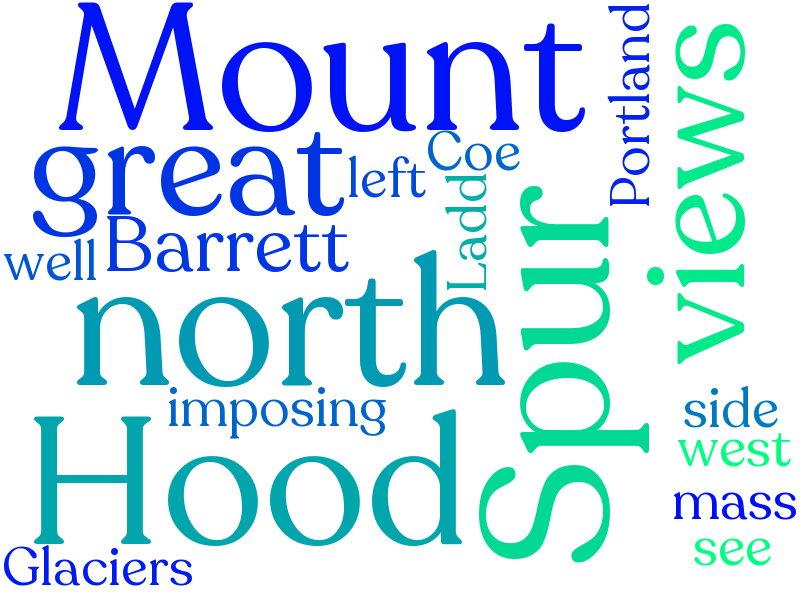 Mount
Portland
views
great
left
Coe
Ladd
well
Barrett
Spur
north
imposing
side
Hood
west
mass
see
Glaciers